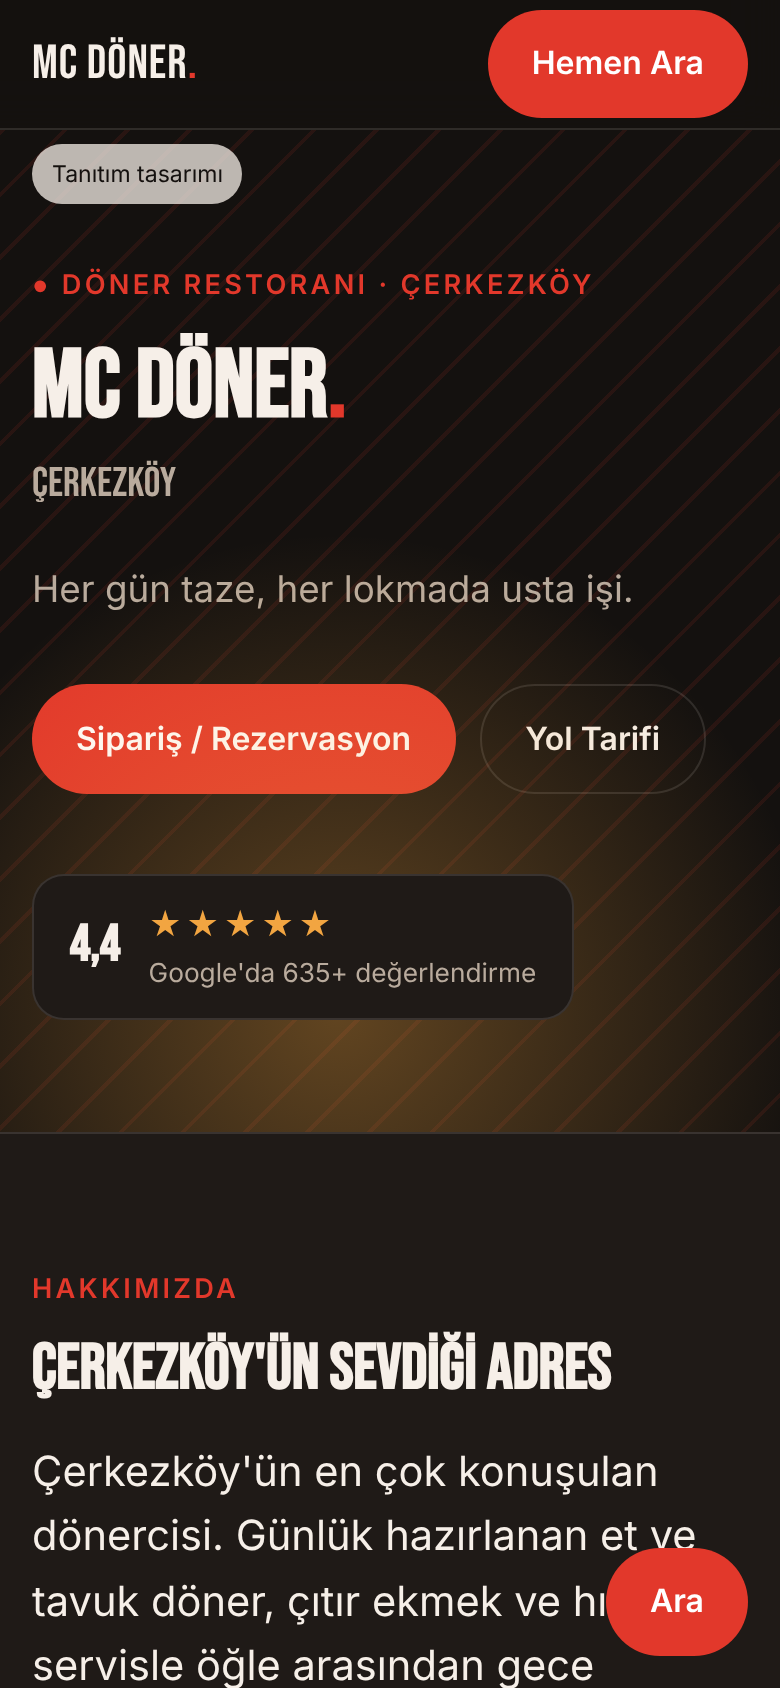 MC DÖNER.
Hemen Ara
Tanıtım tasarımı
● DÖNER RESTORANI · ÇERKEZKÖY
MC DÖNER.
ÇERKEZKÖY
Her gün taze, her lokmada usta işi.
Sipariş / Rezervasyon
Yol Tarifi
4,4
★★★★★
Google'da 635+ değerlendirme
HAKKIMIZDA
ÇERKEZKÖY'ÜN SEVDİĞİ ADRES
Çerkezköy'ün en çok konuşulan
dönercisi. Günlük hazırlanan et ve
tavuk döner, çıtır ekmek ve
Ara
servisle öğle arasından gece